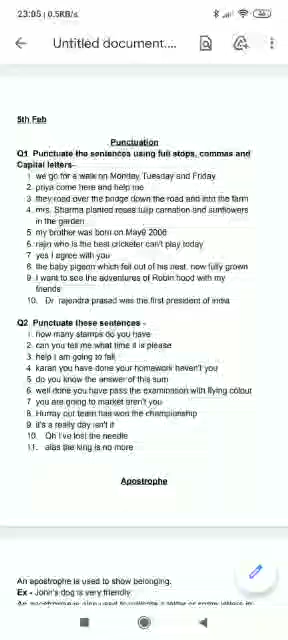 23:05 | 0.5KB/s
Untitled document....
5th Feb
Punctuation
Q1 Punctuate the sentences using full stops, commas and
Capital letters-
1 we go for a walk on Monday, Tuesday and Friday
2. priya come here and help me
3 they road over the bridge down the road and into the farm
4. mrs. Sharma planted roses tulip carnation and sunflowers
in the garden
5 my brother was born on May9 2006
6. rajiv who is the best cricketer can't play today
7 yes I agree with you
8 the baby pigeon which fell out of his nest, now fully grown
9 I want to see the adventures of Robin hood with my
friends
10. Dr rajendra prasad was the first president of india
Q2 Punctuate these sentences -
1 how many stamps do you have
2. can you tell me what time it is please
3 help I am going to fall
4 karan you have done your homework haven't you
5 do you know the answer of this sum
6 well done you have pass the examination with flying colour
7 you are going to market aren't you
8. Hurray out team has won the championship
9 it's a really day isn't it
10 Oh I've lost the needle
11. alas the king is no more
Apostrophe
An apostrophe is used to show belonging.
Ex - John's dog is very friendly